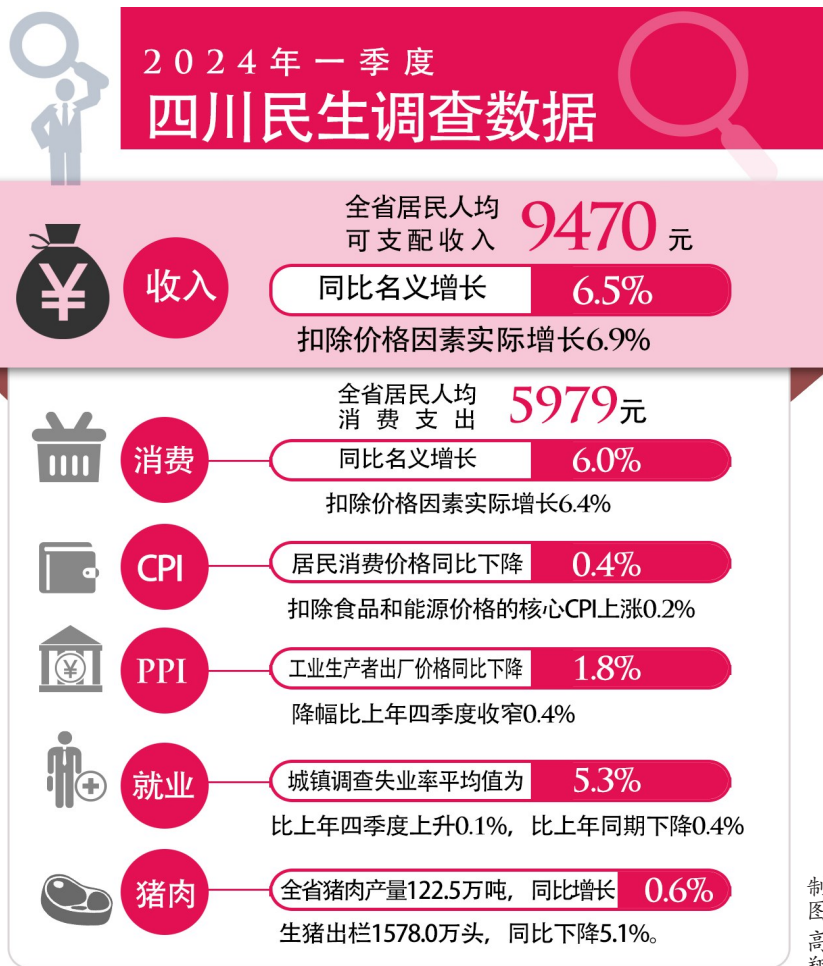 2024年一季度
四川民生调查数据
¥
收入
全省居民人均
可支配收入
9470元
同比名义增长
6.5%
扣除价格因素实际增长6.9%
消费
全省居民人均
消费支出
5979元
同比名义增长
6.0%
扣除价格因素实际增长6.4%
CPI
居民消费价格同比下降
0.4%
扣除食品和能源价格的核心CPI上涨0.2%
¥
PPI
工业生产者出厂价格同比下降
1.8%
降幅比上年四季度收窄0.4%
就业
城镇调查失业率平均值为
5.3%
比上年四季度上升0.1%，比上年同期下降0.4%
猪肉
全省猪肉产量122.5万吨，同比增长
0.6%
生猪出栏1578.0万头，同比下降5.1%。
制图 高翔